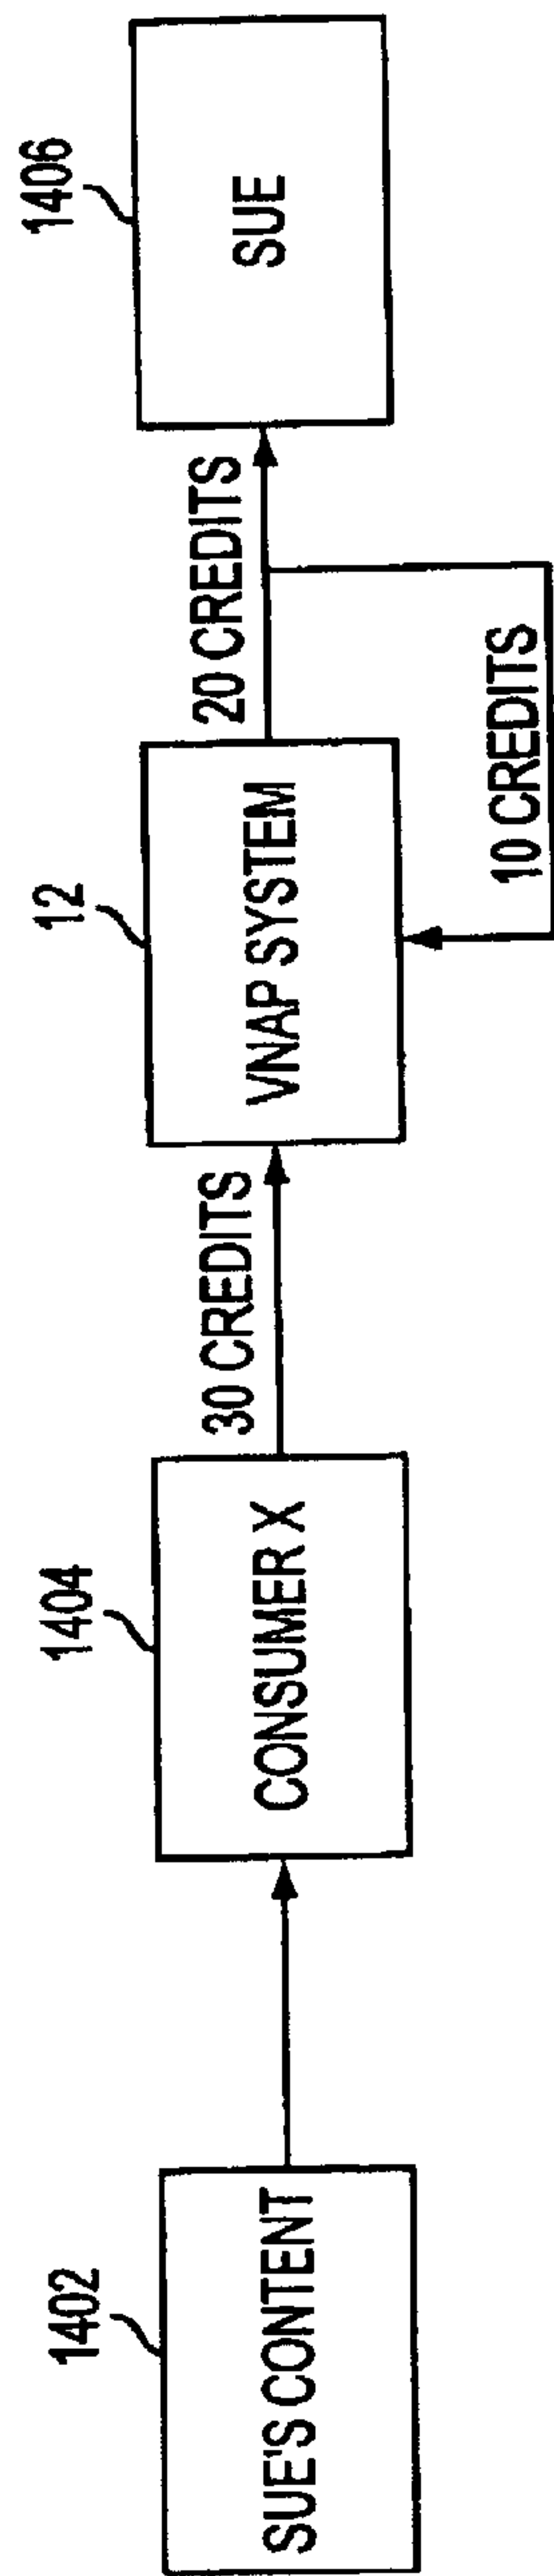 1402
SUE'S CONTENT
1404
CONSUMER X
30 CREDITS
12
VNAP SYSTEM
20 CREDITS
10 CREDITS
1406
SUE